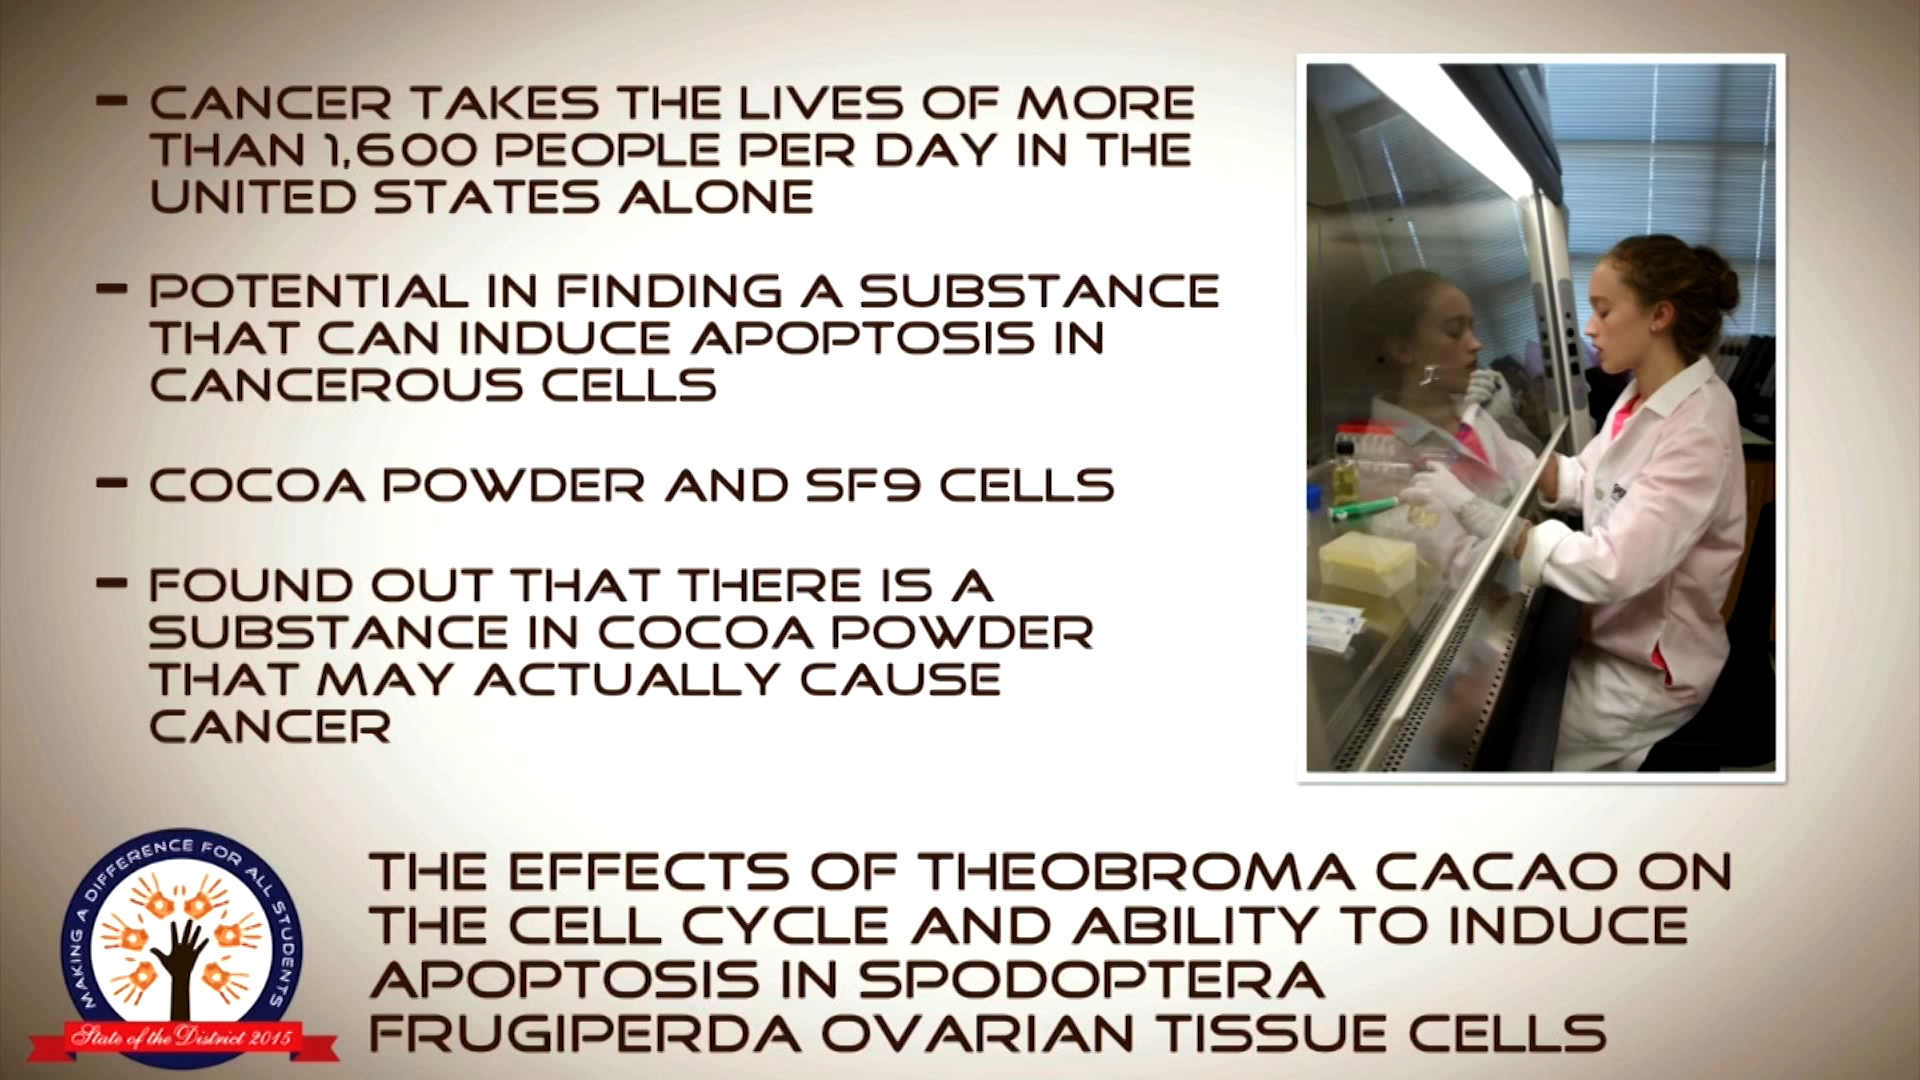 - CANCER TAKES THE LIVES OF MORE
THAN 1,600 PEOPLE PER DAY IN THE
UNITED STATES ALONE
- POTENTIAL IN FINDING A SUBSTANCE
THAT CAN INDUCE APOPTOSIS IN
CANCEROUS CELLS
- COCOA POWDER AND SF9 CELLS
- FOUND OUT THAT THERE IS A
SUBSTANCE IN COCOA POWDER
THAT MAY ACTUALLY CAUSE
CANCER
MAKING A DIFFERENCE FOR ALL STUDENTS
State of the District 2015
THE EFFECTS OF THEOBROMA CACAO ON
THE CELL CYCLE AND ABILITY TO INDUCE
APOPTOSIS IN SPODOPTERA
FRUGIPERDA OVARIAN TISSUE CELLS